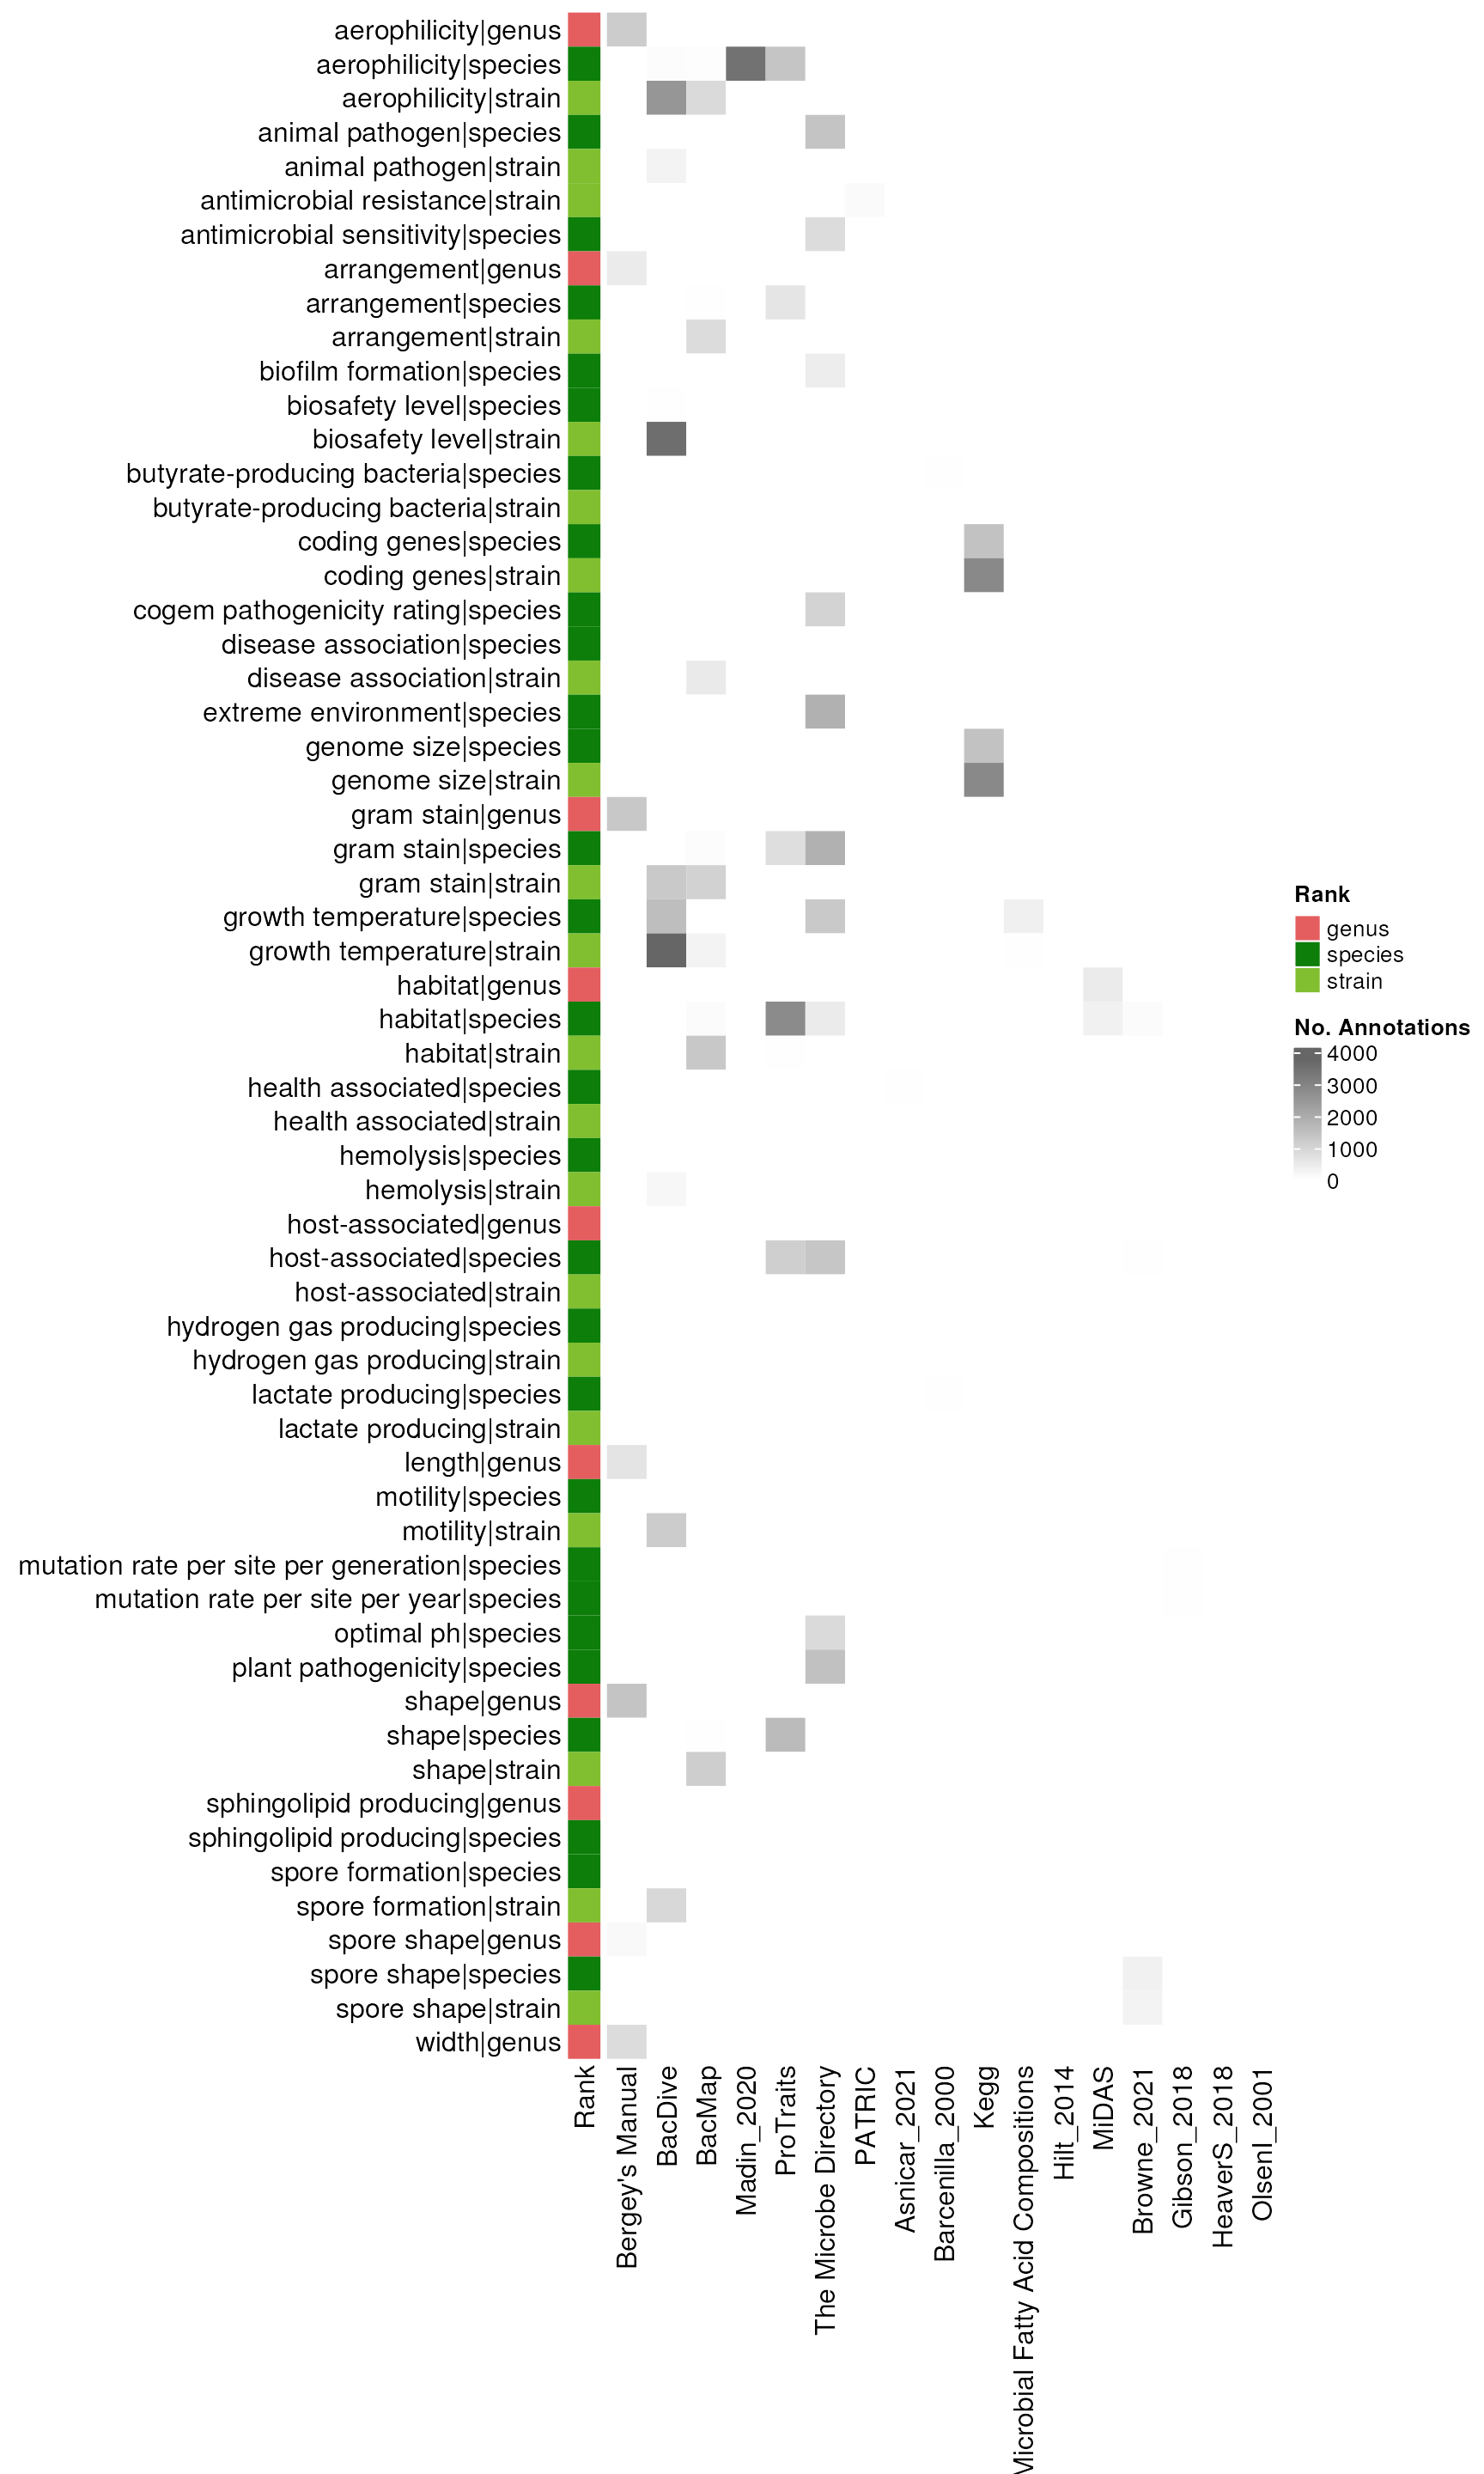 aerophilicity|genus
aerophilicity|species
aerophilicity|strain
animal pathogen|species
animal pathogen|strain
antimicrobial resistance|strain
antimicrobial sensitivity|species
arrangement|genus
arrangement|species
arrangement|strain
biofilm formation|species
biosafety level|species
biosafety level|strain
butyrate-producing bacteria|species
butyrate-producing bacteria|strain
coding genes|species
coding genes|strain
cogem pathogenicity rating|species
disease association|species
disease association|strain
extreme environment|species
genome size|species
genome size|strain
gram stain|genus
gram stain|species
gram stain|strain
growth temperature|species
growth temperature|strain
habitat|genus
habitat|species
habitat|strain
health associated|species
health associated|strain
hemolysis|species
hemolysis|strain
host-associated|genus
host-associated|species
host-associated|strain
hydrogen gas producing|species
hydrogen gas producing|strain
lactate producing|species
lactate producing|strain
length|genus
motility|species
motility|strain
mutation rate per site per generation|species
mutation rate per site per year|species
optimal ph|species
plant pathogenicity|species
shape|genus
shape|species
shape|strain
sphingolipid producing|genus
sphingolipid producing|species
spore formation|species
spore formation|strain
spore shape|genus
spore shape|species
spore shape|strain
width|genus
Rank
Bergey's Manual
BacDive
BacMap
Madin_2020
ProTraits
The Microbe Directory
PATRIC
Asnicar_2021
Barcenilla_2000
Kegg
Microbial Fatty Acid Compositions
Hilt_2014
MiDAS
Browne_2021
Gibson_2018
HeaverS_2018
OlsenI_2001
Rank
genus
species
strain
No. Annotations
4000
3000
2000
1000
0